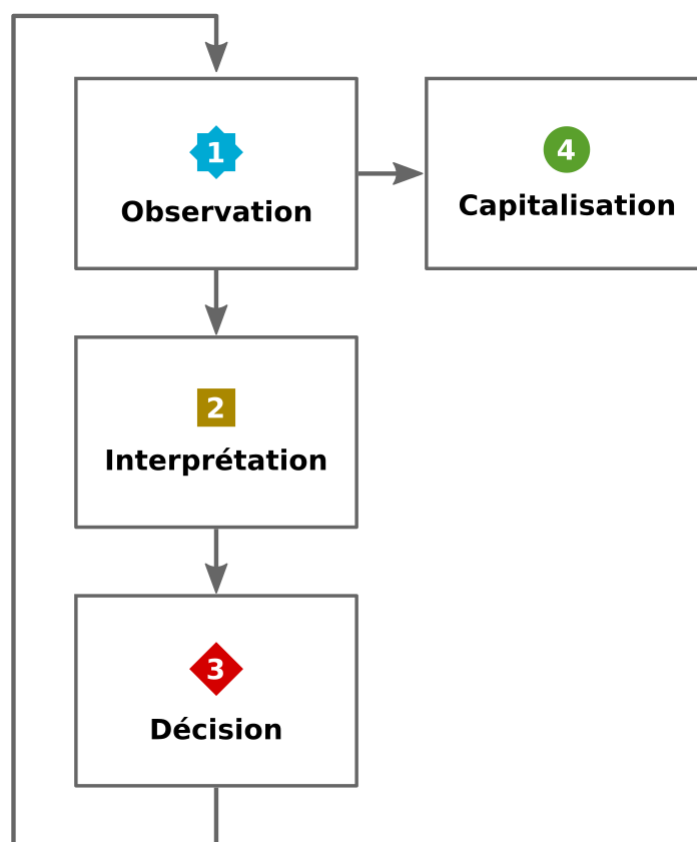 1
Observation
4
Capitalisation
2
Interprétation
3
Décision